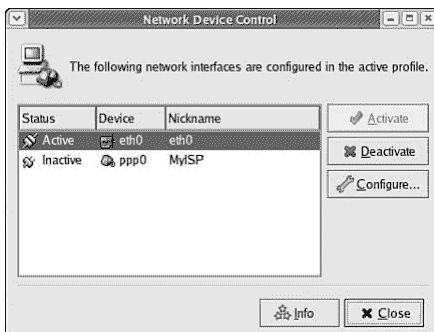 Network Device Control
The following network interfaces are configured in the active profile.
Status Device Nickname
Active eth0 eth0
Inactive ppp0 MyISP
Activate
Deactivate
Configure...
Info
Close